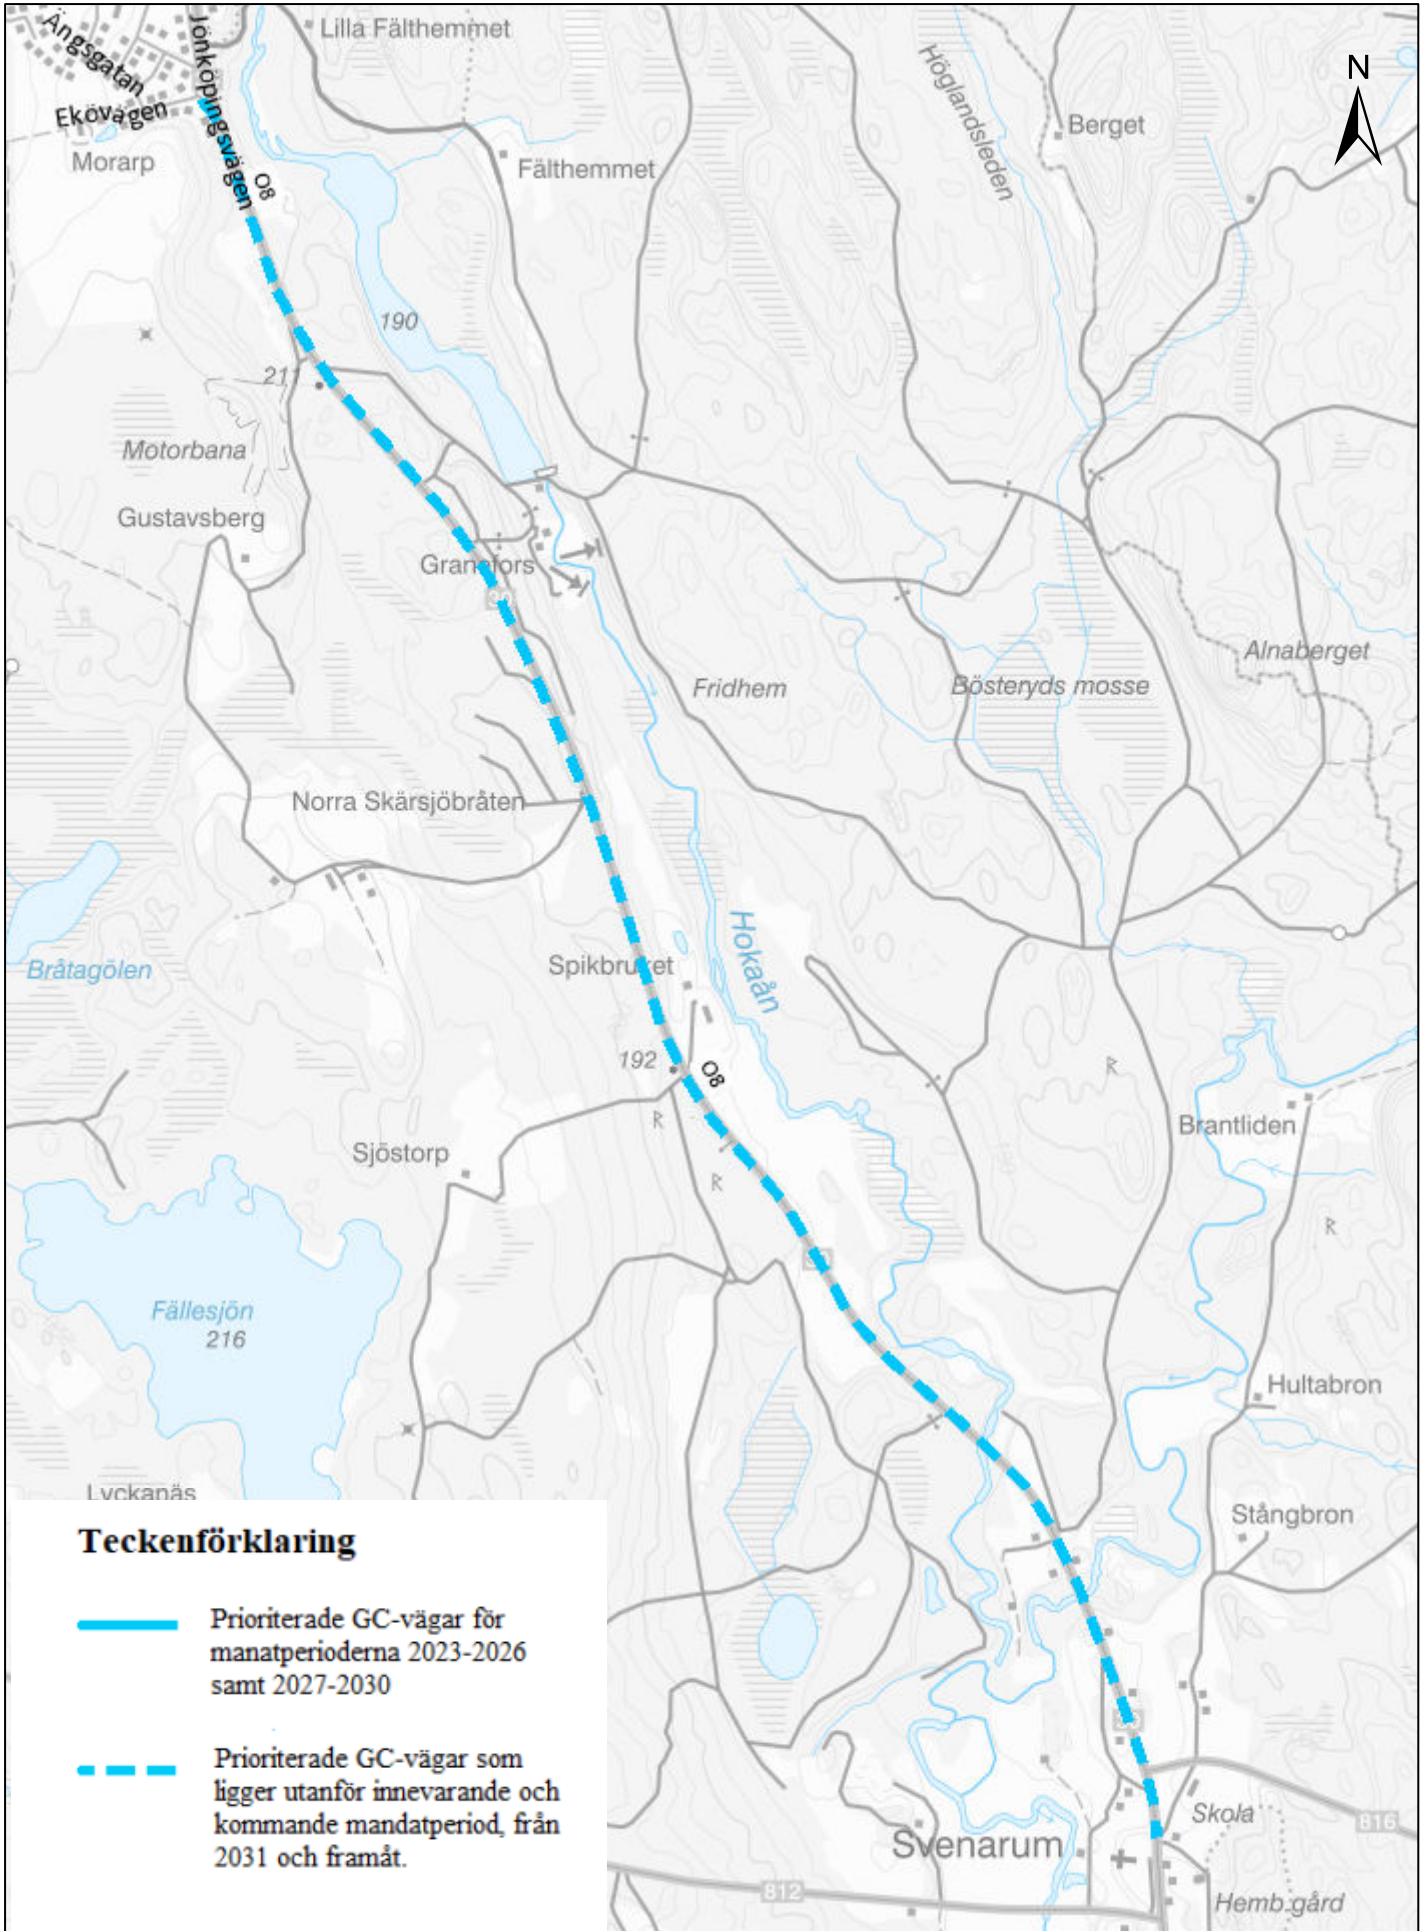 Lilla Fälthemmet
Ängsgatan
Jönköpingsvägen
Ekövägen
Morarp
O8
Fälthemmet
Höglandsleden
Berget
N
190
211
Motorbana
Gustavsberg
Granefors
Fridhem
Bösteryds mosse
Alnaberget
Norra Skärsjöbråten
Hokaån
Spikbruket
Bråtagölen
192
O8
Sjöstorp
Brantliden
Fällesjön
216
Hultabron
Lyckanäs
Stångbron
Teckenförklaring
Prioriterade GC-vägar för
manatperioderna 2023-2026
samt 2027-2030
Prioriterade GC-vägar som
ligger utanför innevarande och
kommande mandatperiod, från
2031 och framåt.
Skola
816
Svenarum
812
Hemb.gård